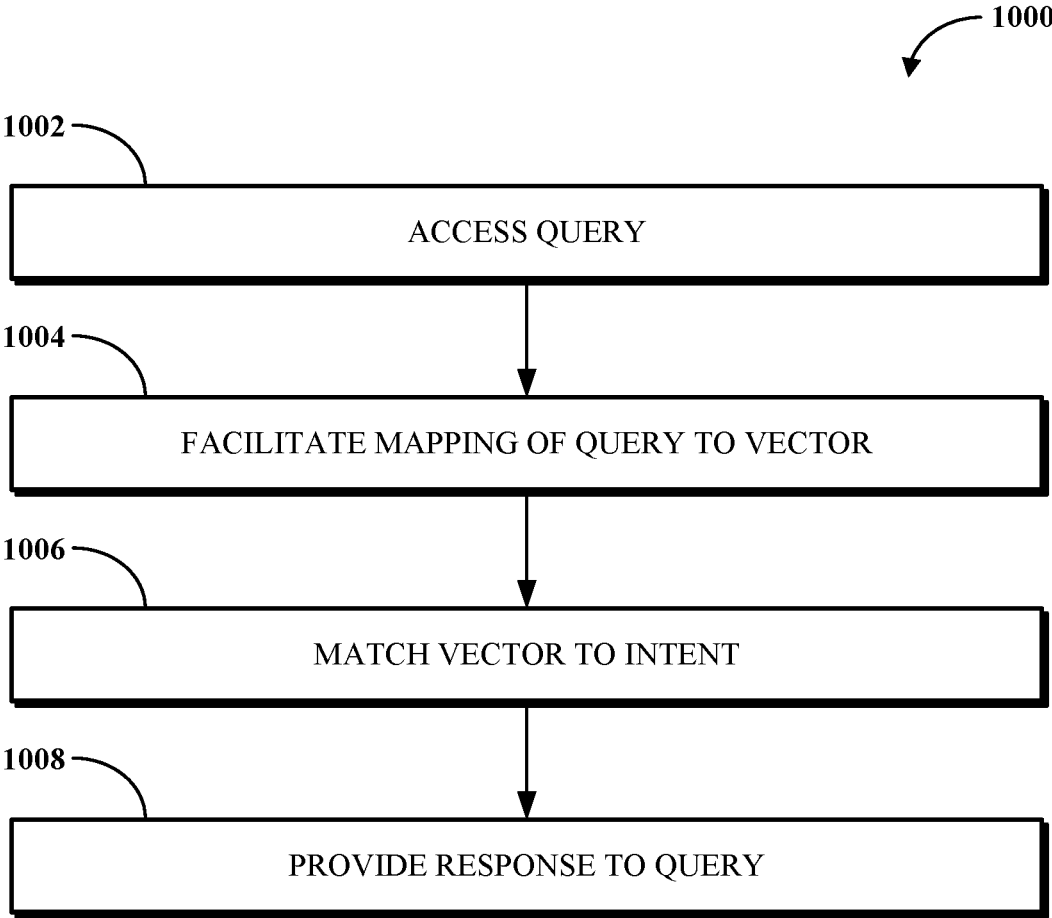 1000
1002
ACCESS QUERY
1004
FACILITATE MAPPING OF QUERY TO VECTOR
1006
MATCH VECTOR TO INTENT
1008
PROVIDE RESPONSE TO QUERY